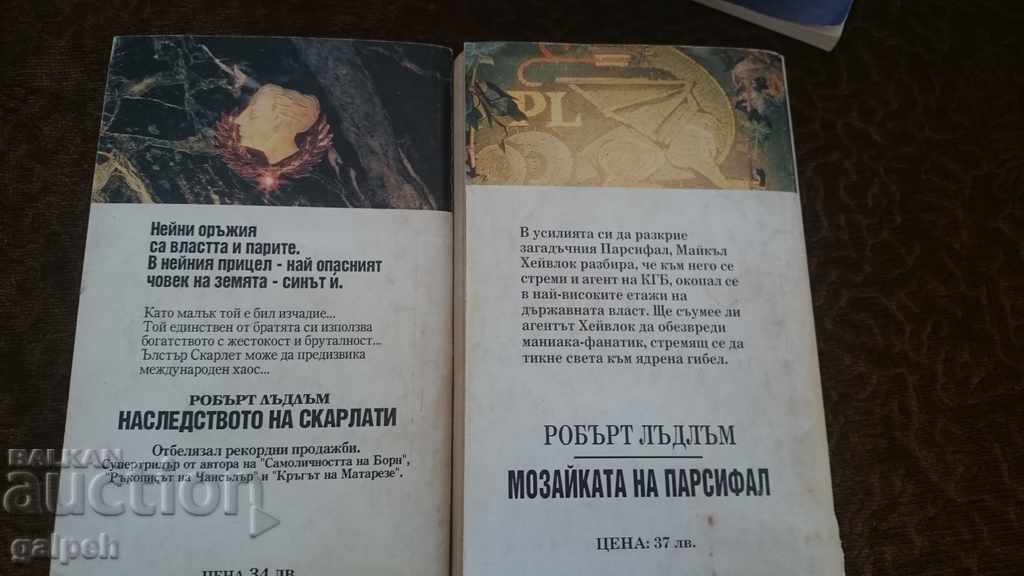 Нейни оръжия
са властта и парите.
В нейния прицел - най опасният
човек на земята - синът ѝ.
Като малък той е бил изчадие...
Той единствен от братята си използва
богатството с жестокост и бруталност...
Ълстър Скарлет може да предизвика
международен хаос...
РОБЪРТ ЛЪДЛЪМ
НАСЛЕДСТВОТО НА СКАРЛАТИ
Отбелязал рекордни продажби.
Супертрилър от автора на "Самоличността на Борн",
"Ръкописът на Чансълър" и "Кръгът на Матарезе".
ЦЕНА 34 ЛВ
PL
В усилията си да разкрие
загадъчния Парсифал, Майкъл
Хейвлок разбира, че към него се
стреми и агент на КГБ, окопал се
в най-високите етажи на
държавната власт. Ще съумее ли
агентът Хейвлок да обезвреди
маниака-фанатик, стремящ се да
тикне света към ядрена гибел.
РОБЪРТ ЛЪДЛЪМ
МОЗАЙКАТА НА ПАРСИФАЛ
ЦЕНА: 37 лв.
BALKAN
auction
galpeh